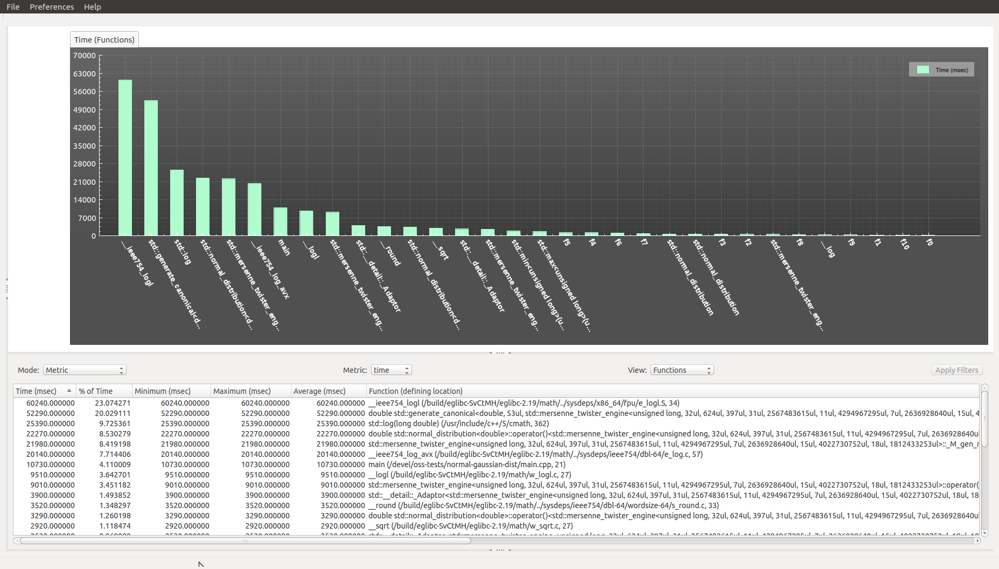 File Preferences Help
Time (Functions)
70000
63000
56000
49000
42000
35000
28000
21000
14000
7000
0
Time (msec)
__ieee754_logl
std::generate_canonical<d...
std::log
std::normal_distribution<d...
std::mersenne_twister_eng...
__ieee754_log_avx
main
__logl
std::mersenne_twister_eng...
std::__detail::_Adaptor
__round
std::normal_distribution<d...
__sqrt
std::__detail::_Adaptor
std::mersenne_twister_eng...
std::min<unsigned long>(u...
std::max<unsigned long>(u...
f5
f4
f6
f7
std::normal_distribution
std::normal_distribution
f3
f2
std::mersenne_twister_eng...
f8
__log
f9
f1
f10
f0
Mode: Metric Metric: time View: Functions Apply Filters
Time (msec) % of Time Minimum (msec) Maximum (msec) Average (msec) Function (defining location)
60240.000000 23.074271 60240.000000 60240.000000 60240.000000 __ieee754_logl (/build/eglibc-SvCtMH/eglibc-2.19/math/../sysdeps/x86_64/fpu/e_logl.S, 34)
52290.000000 20.029111 52290.000000 52290.000000 52290.000000 double std::generate_canonical<double, 53ul, std::mersenne_twister_engine<unsigned long, 32ul, 624ul, 397ul, 31ul, 2567483615ul, 11ul, 4294967295ul, 7ul, 2636928640ul, 15ul, 4
25390.000000 9.725361 25390.000000 25390.000000 25390.000000 std::log(long double) (/usr/include/c++/5/cmath, 362)
22270.000000 8.530279 22270.000000 22270.000000 22270.000000 double std::normal_distribution<double>::operator()<std::mersenne_twister_engine<unsigned long, 32ul, 624ul, 397ul, 31ul, 2567483615ul, 11ul, 4294967295ul, 7ul, 2636928640ul
21980.000000 8.419198 21980.000000 21980.000000 21980.000000 std::mersenne_twister_engine<unsigned long, 32ul, 624ul, 397ul, 31ul, 2567483615ul, 11ul, 4294967295ul, 7ul, 2636928640ul, 15ul, 4022730752ul, 18ul, 1812433253ul>::_M_gen_r
20140.000000 7.714406 20140.000000 20140.000000 20140.000000 __ieee754_log_avx (/build/eglibc-SvCtMH/eglibc-2.19/math/../sysdeps/ieee754/dbl-64/e_log.c, 57)
10730.000000 4.110009 10730.000000 10730.000000 10730.000000 main (/devel/oss-tests/normal-gaussian-dist/main.cpp, 21)
9510.000000 3.642701 9510.000000 9510.000000 9510.000000 __logl (/build/eglibc-SvCtMH/eglibc-2.19/math/w_logl.c, 27)
9010.000000 3.451182 9010.000000 9010.000000 9010.000000 std::mersenne_twister_engine<unsigned long, 32ul, 624ul, 397ul, 31ul, 2567483615ul, 11ul, 4294967295ul, 7ul, 2636928640ul, 15ul, 4022730752ul, 18ul, 1812433253ul>::operator(
3900.000000 1.493852 3900.000000 3900.000000 3900.000000 std::__detail::_Adaptor<std::mersenne_twister_engine<unsigned long, 32ul, 624ul, 397ul, 31ul, 2567483615ul, 11ul, 4294967295ul, 7ul, 2636928640ul, 15ul, 4022730752ul, 18ul, 18
3520.000000 1.348297 3520.000000 3520.000000 3520.000000 __round (/build/eglibc-SvCtMH/eglibc-2.19/math/../sysdeps/ieee754/dbl-64/wordsize-64/s_round.c, 33)
3290.000000 1.260198 3290.000000 3290.000000 3290.000000 double std::normal_distribution<double>::operator()<std::mersenne_twister_engine<unsigned long, 32ul, 624ul, 397ul, 31ul, 2567483615ul, 11ul, 4294967295ul, 7ul, 2636928640ul
2920.000000 1.118474 2920.000000 2920.000000 2920.000000 __sqrt (/build/eglibc-SvCtMH/eglibc-2.19/math/w_sqrt.c, 27)